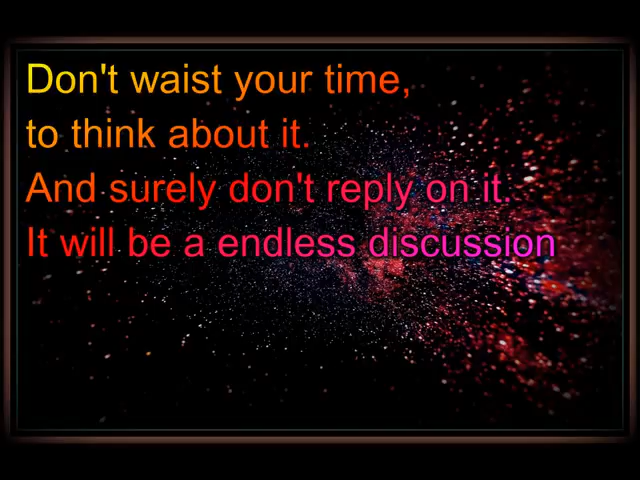 Don't waist your time,
to think about it.
And surely don't reply on it.
It will be a endless discussion